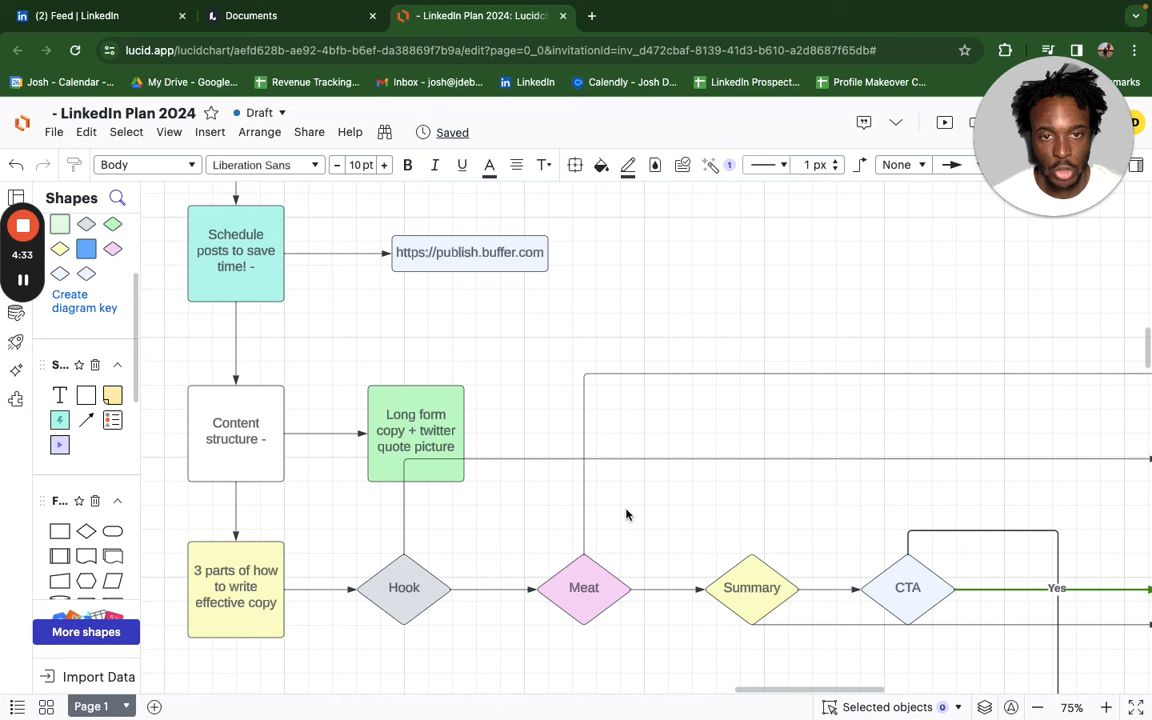 (2) Feed | LinkedIn
Documents
- LinkedIn Plan 2024: Lucidch
lucid.app/lucidchart/aefd628b-ae92-4bfb-b6ef-da38869f7b9a/edit?page=0_0&invitationId=inv_d472cbaf-8139-41d3-b610-a2d8687f65db#
Josh - Calendar -...
My Drive - Google...
Revenue Tracking...
Inbox - josh@jdeb...
LinkedIn
Calendly - Josh D...
LinkedIn Prospect...
Profile Makeover C...
- LinkedIn Plan 2024
Draft
File
Edit
Select
View
Insert
Arrange
Share
Help
Saved
Body
Liberation Sans
- 10 pt +
B
I
U
A
T
1
1 px
None
Shapes
4:33
Create
diagram key
S...
T
F...
More shapes
Import Data
Schedule
posts to save
time! -
https://publish.buffer.com
Content
structure -
Long form
copy + twitter
quote picture
3 parts of how
to write
effective copy
Hook
Meat
Summary
CTA
Yes
Page 1
Selected objects 0
75%